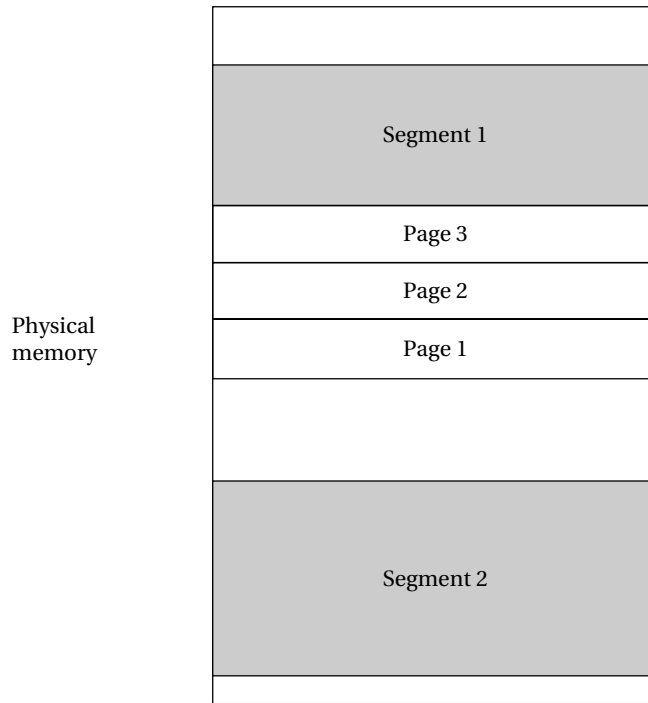 Segment 1
Page 3
Page 2
Physical
memory
Page 1
Segment 2